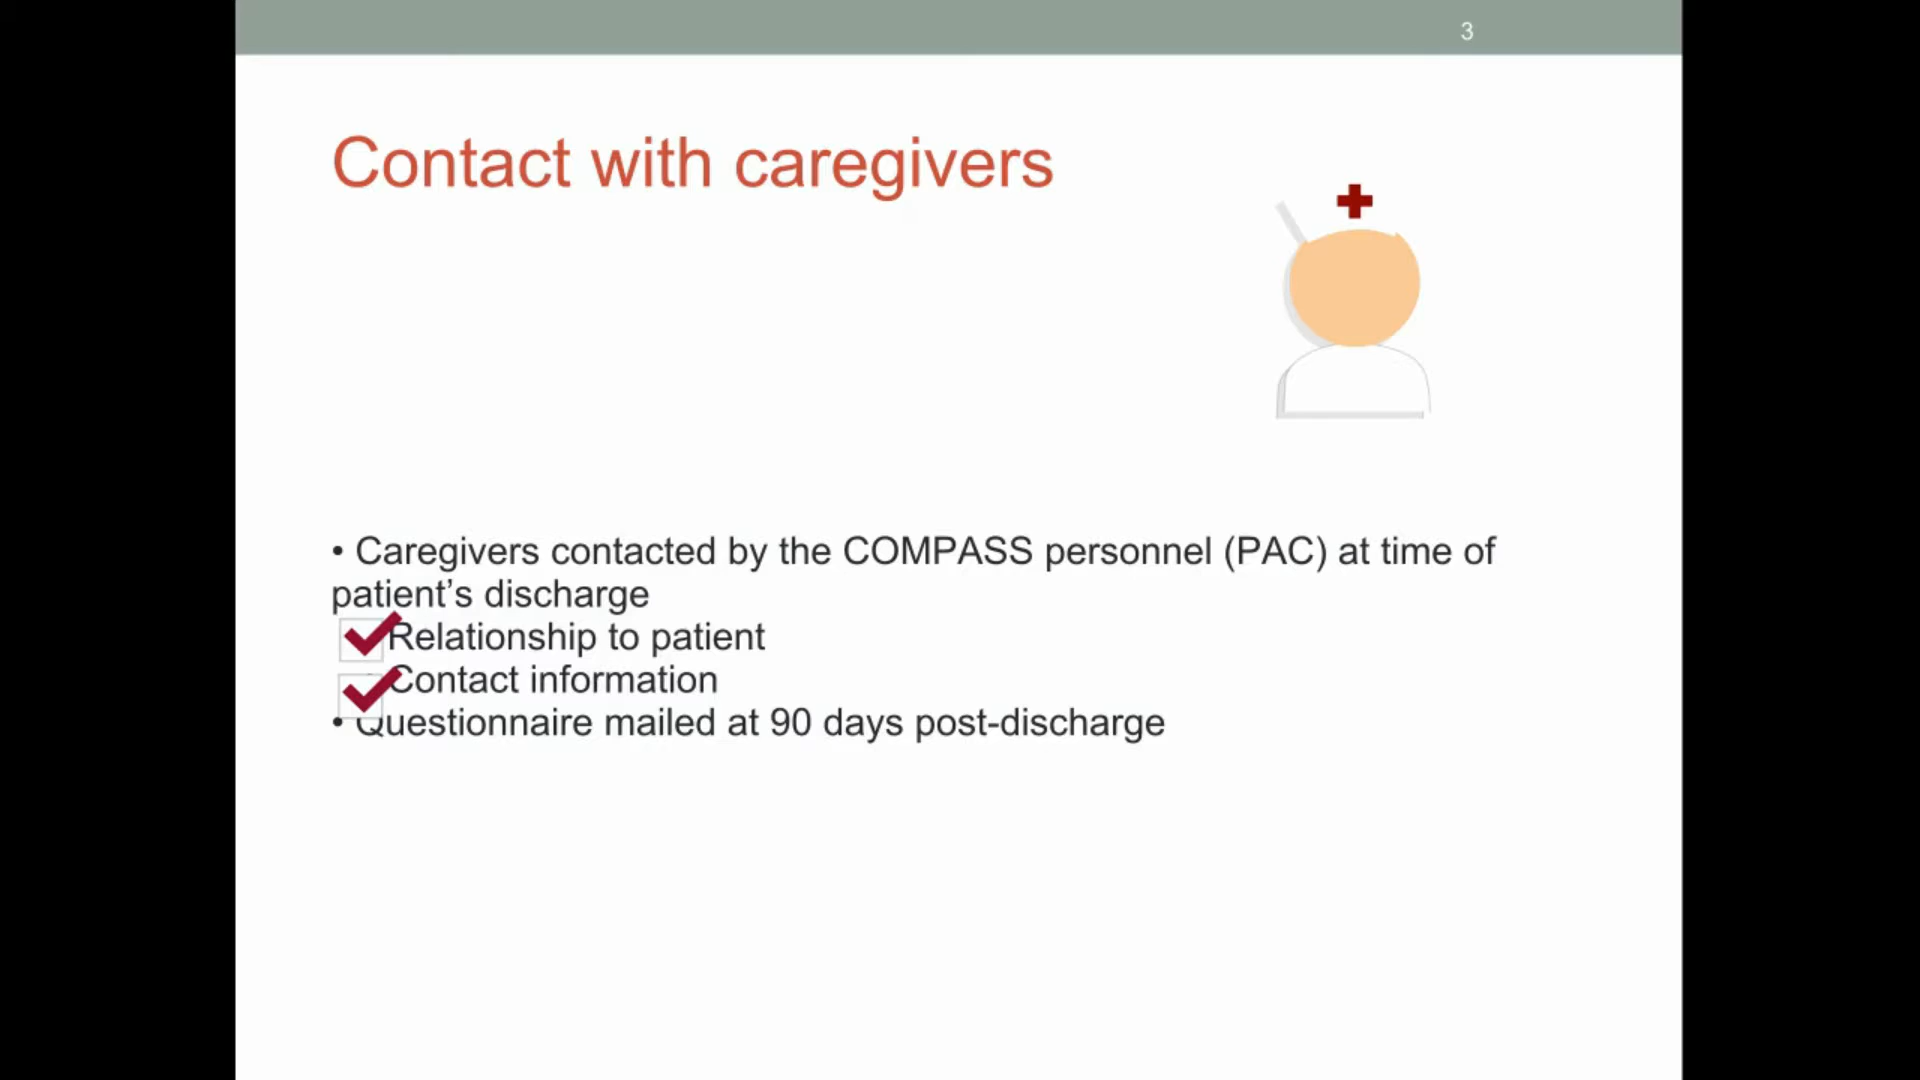 3
Contact with caregivers
• Caregivers contacted by the COMPASS personnel (PAC) at time of
patient’s discharge
Relationship to patient
Contact information
• Questionnaire mailed at 90 days post-discharge